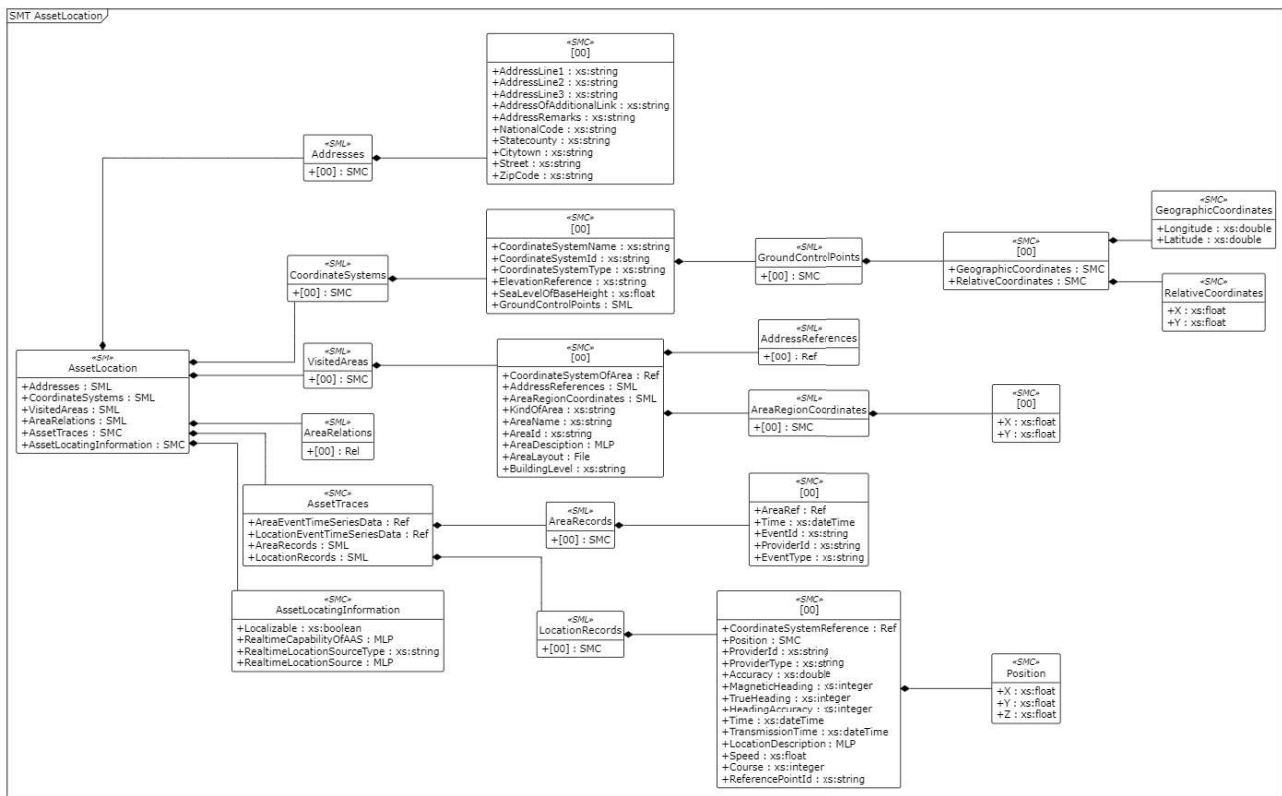 SMT AssetLocation
«SMC»
[00]
+AddressLine1 : xs:string
+AddressLine2 : xs:string
+AddressLine3 : xs:string
+AddressOfAdditionalLink : xs:string
+AddressRemarks : xs:string
+NationalCode : xs:string
+Statecounty : xs:string
+Citytown : xs:string
+Street : xs:string
+ZipCode : xs:string
«SML»
Addresses
+[00] : SMC
«SML»
CoordinateSystems
+[00] : SMC
«SMC»
[00]
+CoordinateSystemName : xs:string
+CoordinateSystemId : xs:string
+CoordinateSystemType : xs:string
+ElevationReference : xs:string
+SeaLevelOfBaseHeight : xs:float
+GroundControlPoints : SML
«SML»
GroundControlPoints
+[00] : SMC
«SMC»
[00]
+GeographicCoordinates : SMC
+RelativeCoordinates : SMC
«SMC»
GeographicCoordinates
+Longitude : xs:double
+Latitude : xs:double
«SMC»
RelativeCoordinates
+X : xs:float
+Y : xs:float
«SM»
AssetLocation
+Addresses : SML
+CoordinateSystems : SML
+VisitedAreas : SML
+AreaRelations : SML
+AssetTraces : SMC
+AssetLocatingInformation : SMC
«SML»
VisitedAreas
+[00] : SMC
«SMC»
[00]
+CoordinateSystemOfArea : Ref
+AddressReferences : SML
+AreaRegionCoordinates : SML
+KindOfArea : xs:string
+AreaName : xs:string
+AreaId : xs:string
+AreaDesciption : MLP
+AreaLayout : File
+BuildingLevel : xs:string
«SML»
AddressReferences
+[00] : Ref
«SML»
AreaRegionCoordinates
+[00] : SMC
«SMC»
[00]
+X : xs:float
+Y : xs:float
«SML»
AreaRelations
+[00] : Rel
«SMC»
AssetTraces
+AreaEventTimeSeriesData : Ref
+LocationEventTimeSeriesData : Ref
+AreaRecords : SML
+LocationRecords : SML
«SML»
AreaRecords
+[00] : SMC
«SMC»
[00]
+AreaRef : Ref
+Time : xs:dateTime
+EventId : xs:string
+ProviderId : xs:string
+EventType : xs:string
«SMC»
AssetLocatingInformation
+Localizable : xs:boolean
+RealtimeCapabilityOfAAS : MLP
+RealtimeLocationSourceType : xs:string
+RealtimeLocationSource : MLP
«SML»
LocationRecords
+[00] : SMC
«SMC»
[00]
+CoordinateSystemReference : Ref
+Position : SMC
+ProviderId : xs:string
+ProviderType : xs:string
+Accuracy : xs:double
+MagneticHeading : xs:integer
+TrueHeading : xs:integer
+HeadingAccuracy : xs:integer
+Time : xs:dateTime
+TransmissionTime : xs:dateTime
+LocationDescription : MLP
+Speed : xs:float
+Course : xs:integer
+ReferencePointId : xs:string
«SMC»
Position
+X : xs:float
+Y : xs:float
+Z : xs:float